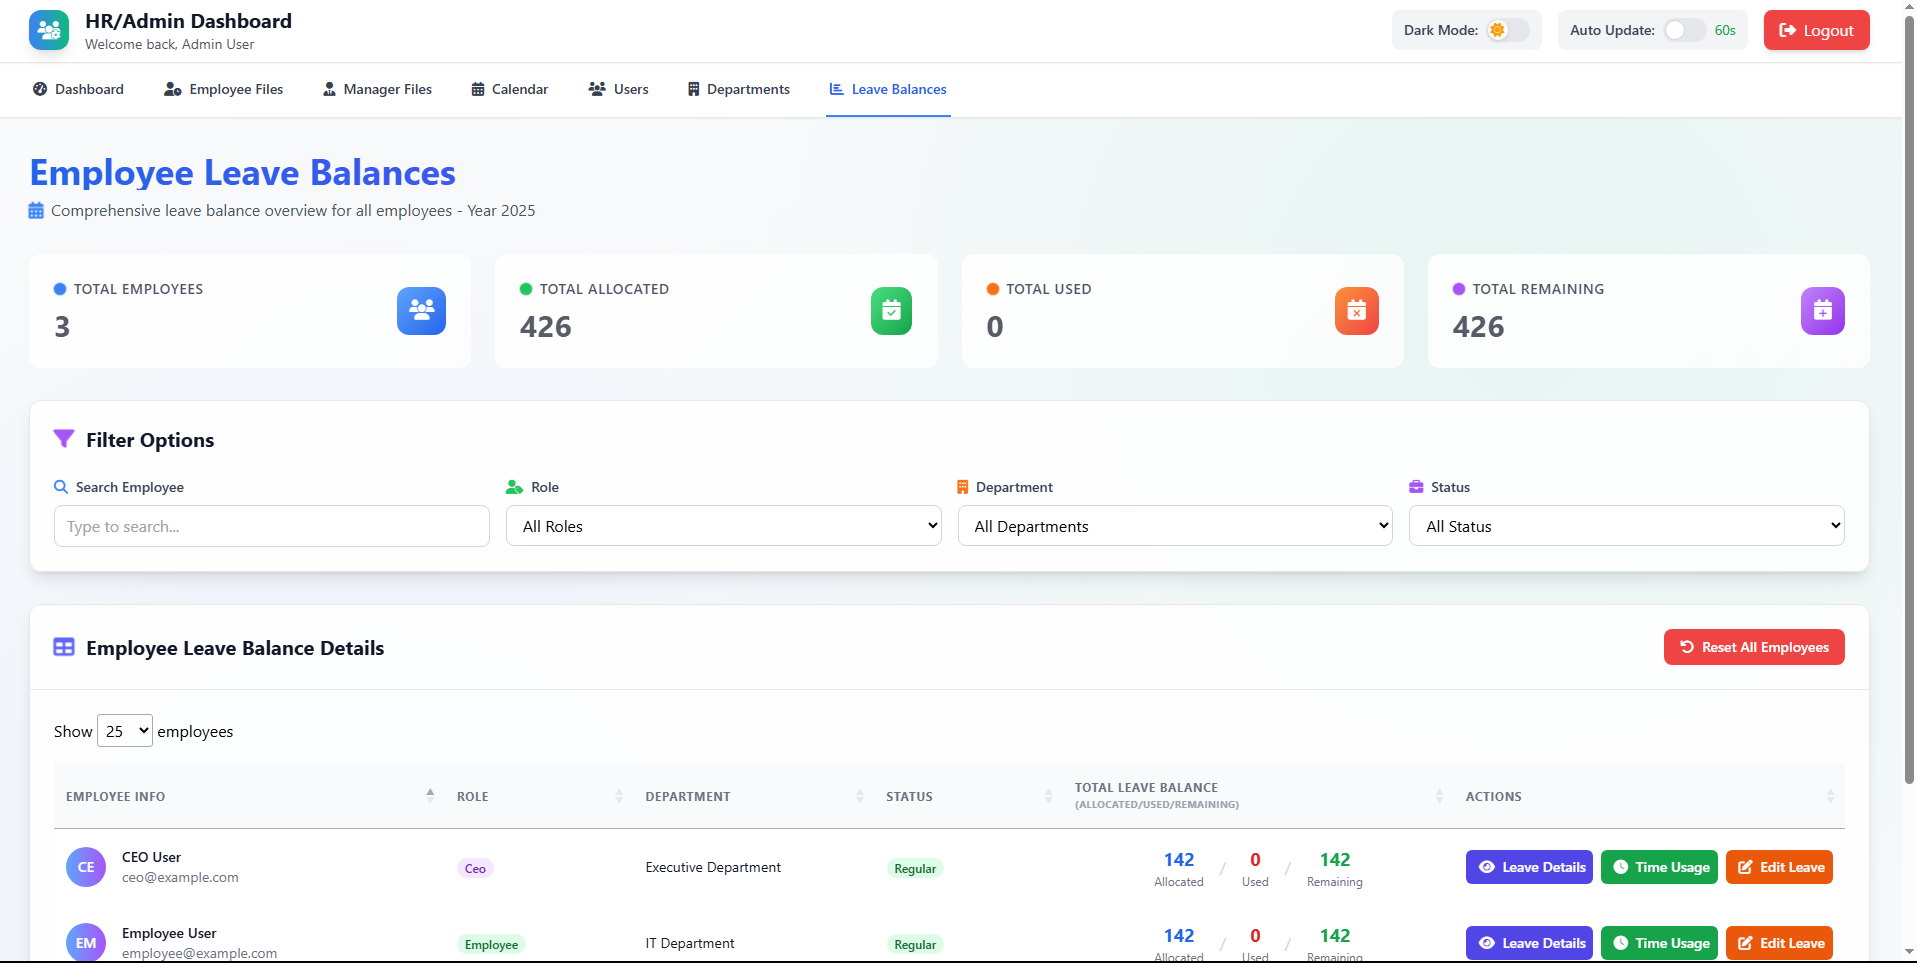 HR/Admin Dashboard
Welcome back, Admin User
Dark Mode:
Auto Update: 60s
Logout
Dashboard Employee Files Manager Files Calendar Users Departments Leave Balances
Employee Leave Balances
Comprehensive leave balance overview for all employees - Year 2025
TOTAL EMPLOYEES
3
TOTAL ALLOCATED
426
TOTAL USED
0
TOTAL REMAINING
426
Filter Options
Search Employee
Type to search...
Role
All Roles
Department
All Departments
Status
All Status
Employee Leave Balance Details
Reset All Employees
Show 25 employees
EMPLOYEE INFO ROLE DEPARTMENT STATUS TOTAL LEAVE BALANCE ACTIONS
(ALLOCATED/USED/REMAINING)
CE
CEO User
ceo@example.com
Ceo
Executive Department
Regular
142 / 0 / 142
Allocated Used Remaining
Leave Details Time Usage Edit Leave
EM
Employee User
employee@example.com
Employee
IT Department
Regular
142 / 0 / 142
Allocated Used Remaining
Leave Details Time Usage Edit Leave